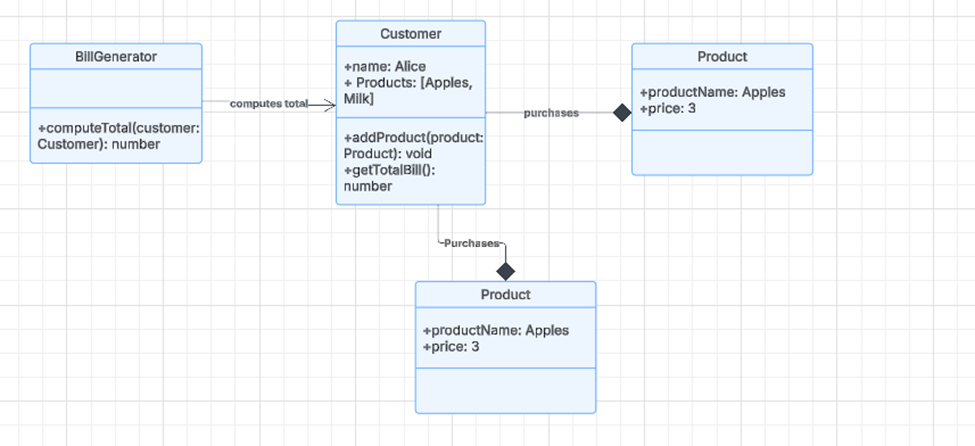 BillGenerator
+computeTotal(customer:
Customer): number
computes total
Customer
+name: Alice
+ Products: [Apples,
Milk]
+addProduct(product:
Product): void
+getTotalBill():
number
purchases
Product
+productName: Apples
+price: 3
Purchases
Product
+productName: Apples
+price: 3